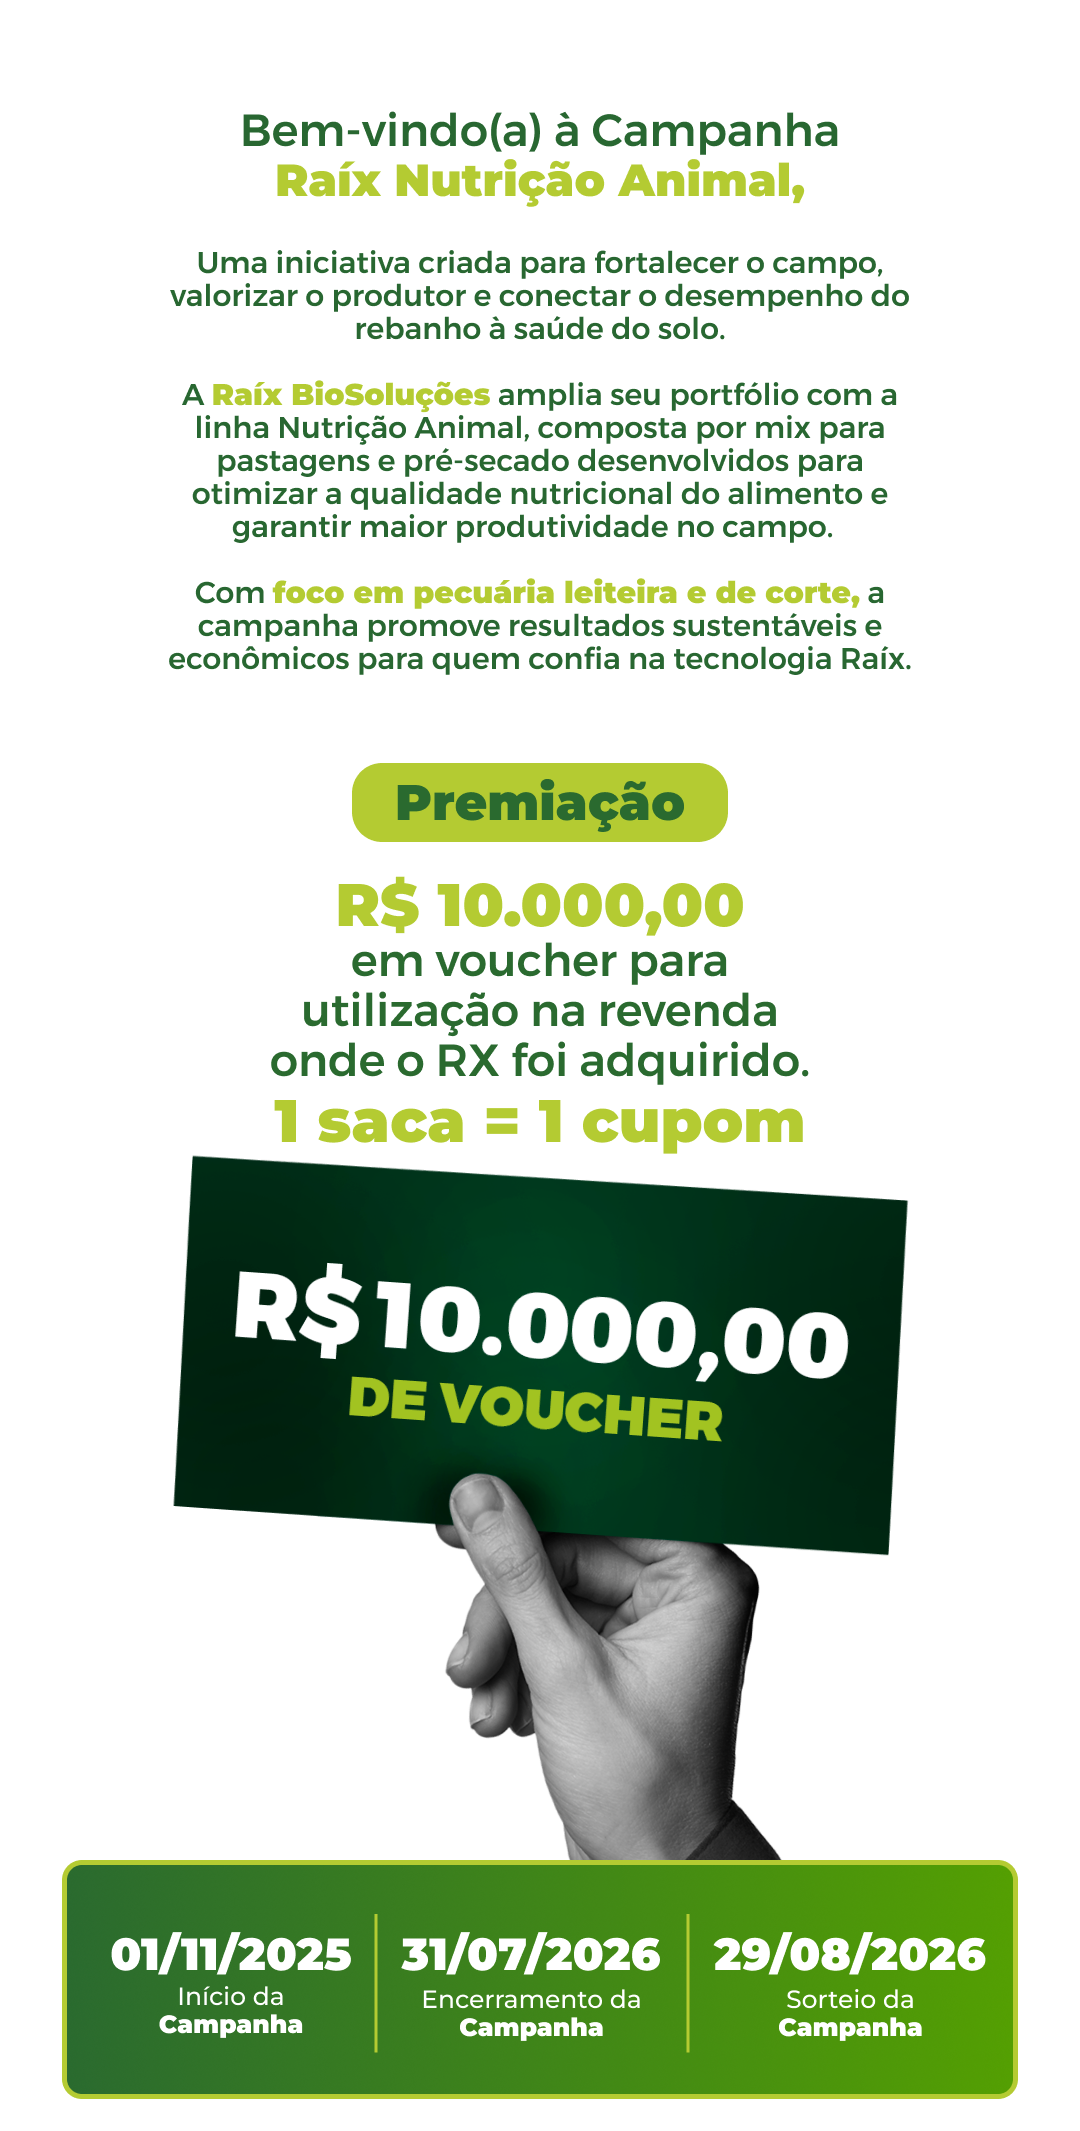 Bem-vindo(a) à Campanha
Raíx Nutrição Animal,
Uma iniciativa criada para fortalecer o campo,
valorizar o produtor e conectar o desempenho do
rebanho à saúde do solo.
A Raíx BioSoluções amplia seu portfólio com a
linha Nutrição Animal, composta por mix para
pastagens e pré-secado desenvolvidos para
otimizar a qualidade nutricional do alimento e
garantir maior produtividade no campo.
Com foco em pecuária leiteira e de corte, a
campanha promove resultados sustentáveis e
econômicos para quem confia na tecnologia Raíx.
Premiação
R$ 10.000,00
em voucher para
utilização na revenda
onde o RX foi adquirido.
1 saca = 1 cupom
R$ 10.000,00
DE VOUCHER
01/11/2025
Início da
Campanha
31/07/2026
Encerramento da
Campanha
29/08/2026
Sorteio da
Campanha